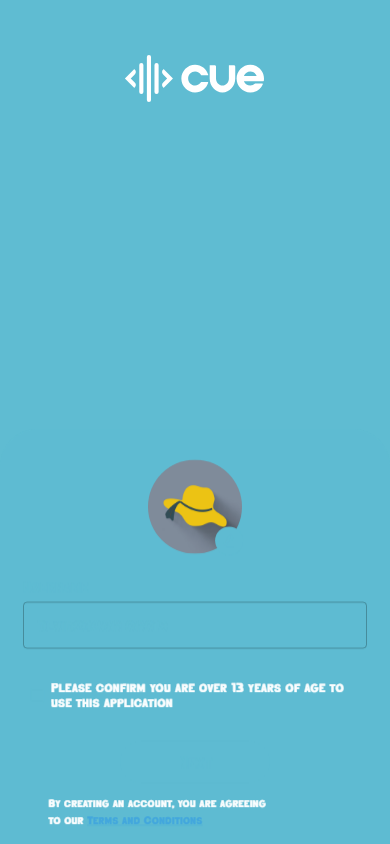 cue
Please confirm you are over 13 years of age to
use this application
By creating an account, you are agreeing
to our Terms and Conditions